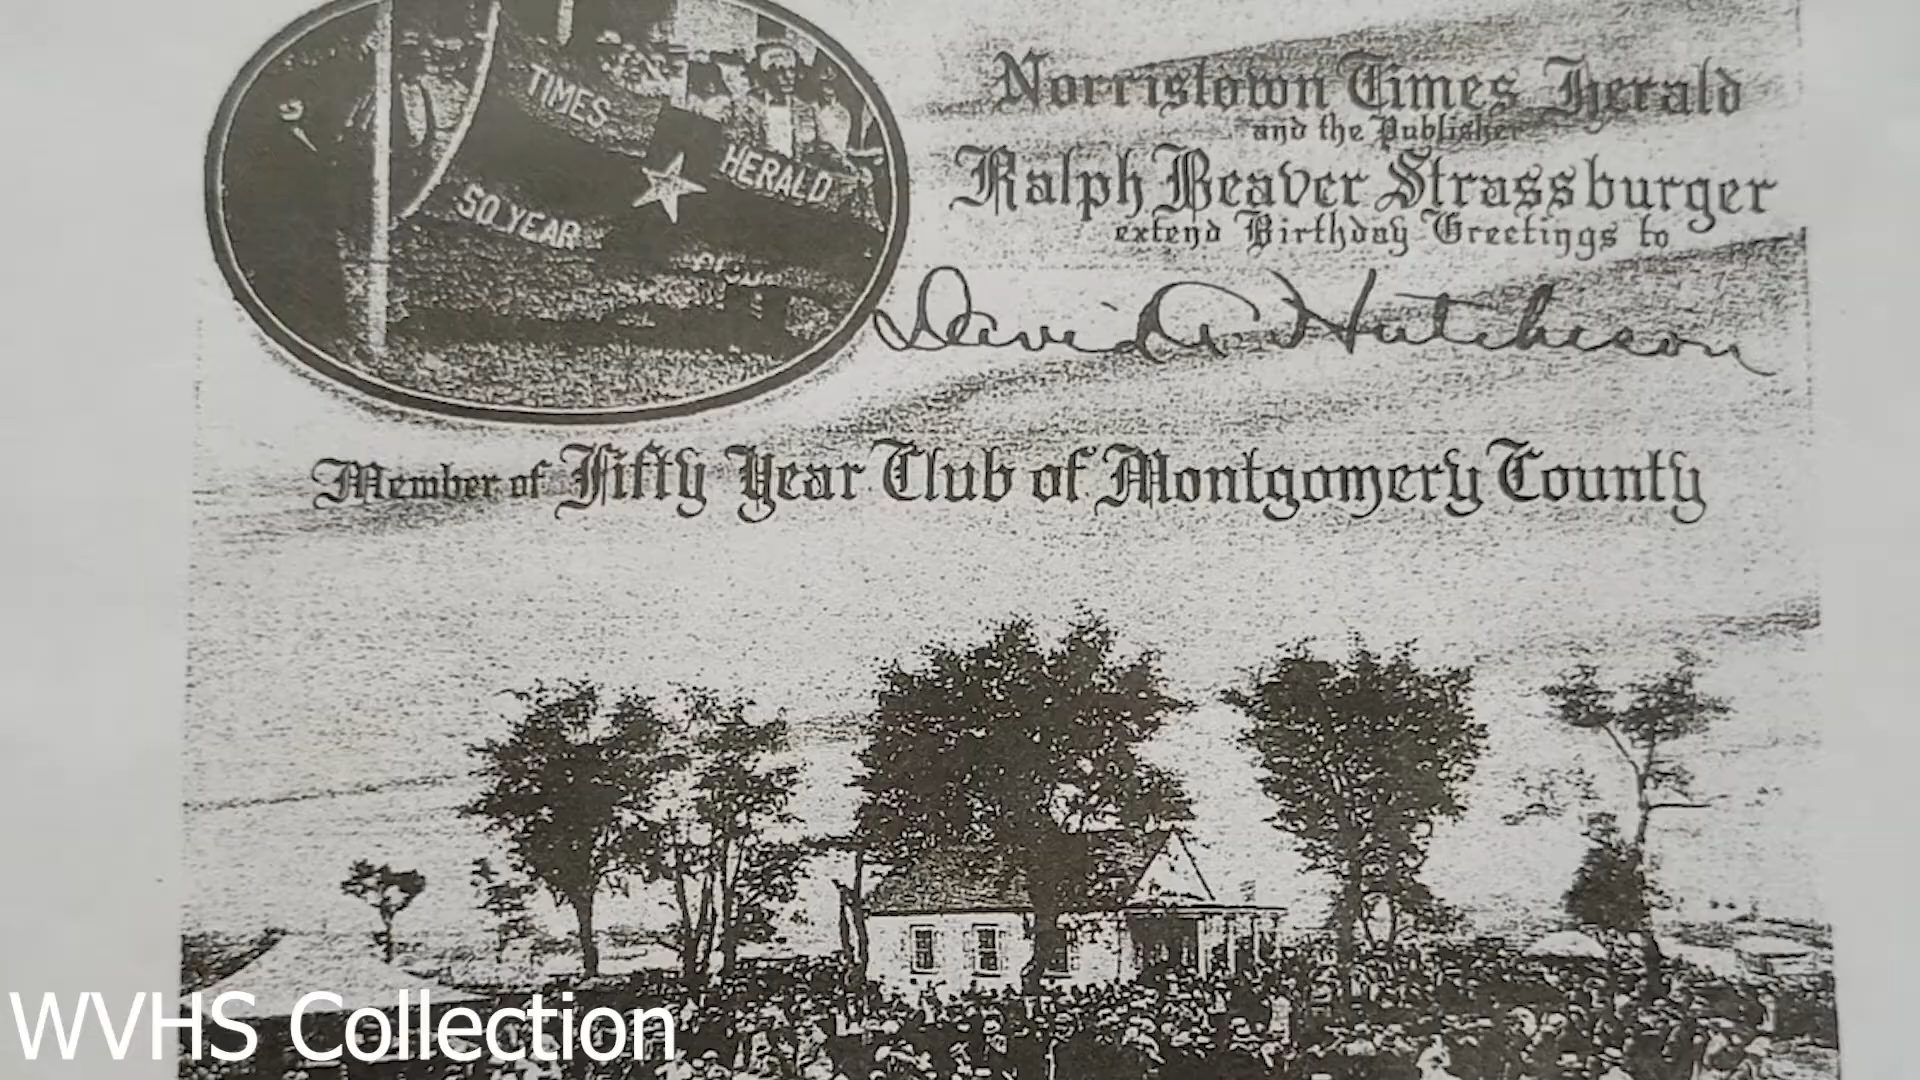 TIMES
HERALD
50 YEAR
Norristown Times Herald
and the Publisher
Ralph Beaver Strassburger
extend Birthday Greetings to
David G Hutchison
Member of Fifty Year Club of Montgomery County
WVHS Collection